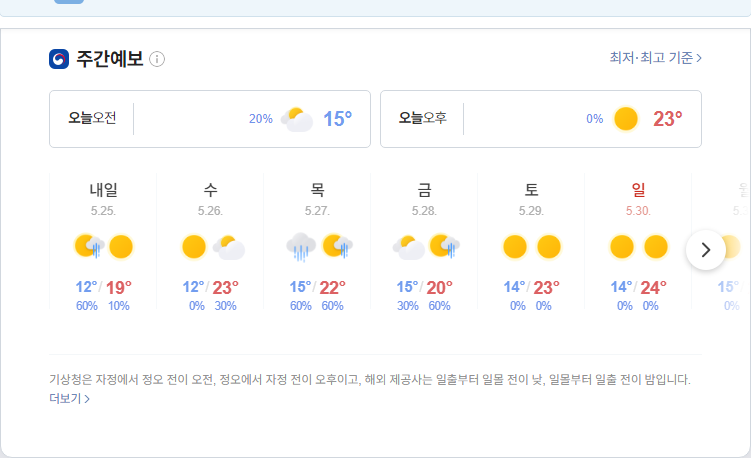 주간예보
최저·최고 기준
오늘오전 20% 15°
오늘오후 0% 23°
내일 수 목 금 토 일 월
5.25. 5.26. 5.27. 5.28. 5.29. 5.30.
12°/19° 12°/23° 15°/22° 15°/20° 14°/23° 14°/24° 15°
60% 10% 0% 30% 60% 60% 30% 60% 0% 0% 0% 0% 0%
기상청은 자정에서 정오 전이 오전, 정오에서 자정 전이 오후이고, 해외 제공사는 일출부터 일몰 전이 낮, 일몰부터 일출 전이 밤입니다.
더보기